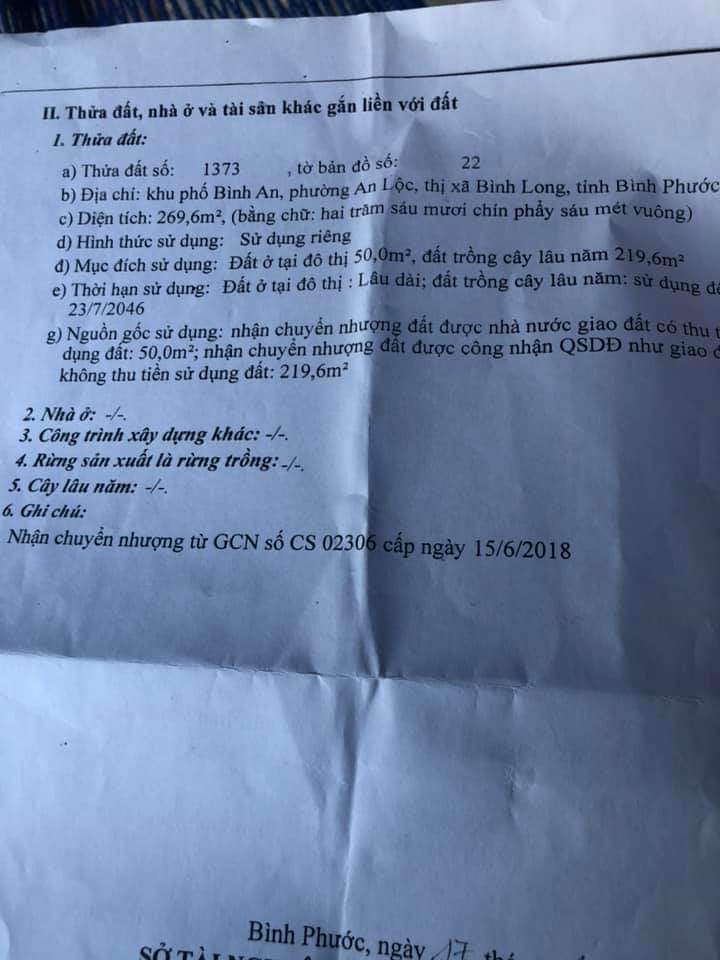 II. Thửa đất, nhà ở và tài sản khác gắn liền với đất
1. Thửa đất:
a) Thửa đất số: 1373 , tờ bản đồ số: 22
b) Địa chỉ: khu phố Bình An, phường An Lộc, thị xã Bình Long, tỉnh Bình Phước
c) Diện tích: 269,6m², (bằng chữ: hai trăm sáu mươi chín phẩy sáu mét vuông)
d) Hình thức sử dụng: Sử dụng riêng
đ) Mục đích sử dụng: Đất ở tại đô thị 50,0m², đất trồng cây lâu năm 219,6m²
e) Thời hạn sử dụng: Đất ở tại đô thị : Lâu dài; đất trồng cây lâu năm: sử dụng
23/7/2046
g) Nguồn gốc sử dụng: nhận chuyển nhượng đất được nhà nước giao đất có thu
dụng đất: 50,0m²; nhận chuyển nhượng đất được công nhận QSDĐ như giao
không thu tiền sử dụng đất: 219,6m²
2. Nhà ở: -/-.
3. Công trình xây dựng khác: -/-.
4. Rừng sản xuất là rừng trồng: -/-.
5. Cây lâu năm: -/-.
6. Ghi chú:
Nhận chuyển nhượng từ GCN số CS 02306 cấp ngày 15/6/2018
Bình Phước, ngày 17
SỞ TÀI